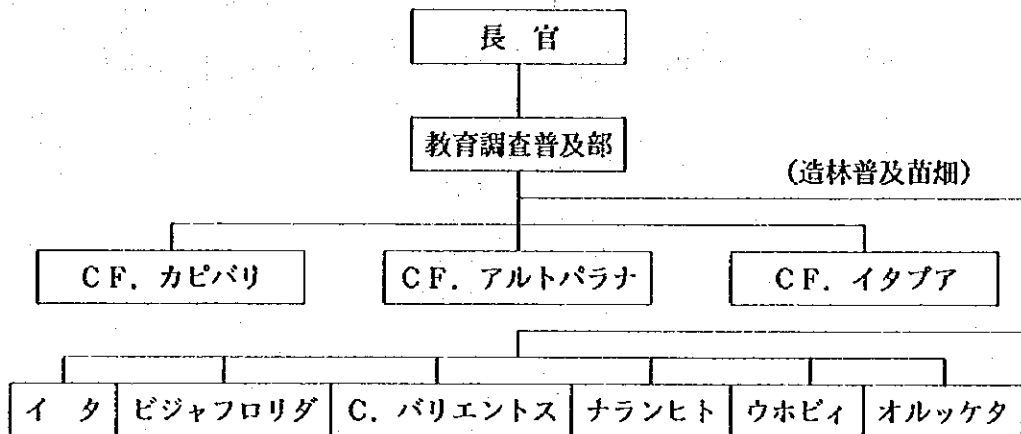 長 官
教育調査普及部
(造林普及苗畑)
CF. カピバリ
CF. アルトパラナ
CF. イタプア
イ タ
ビジャフロリダ
C. バリエントス
ナランヒト
ウホビィ
オルッケタ